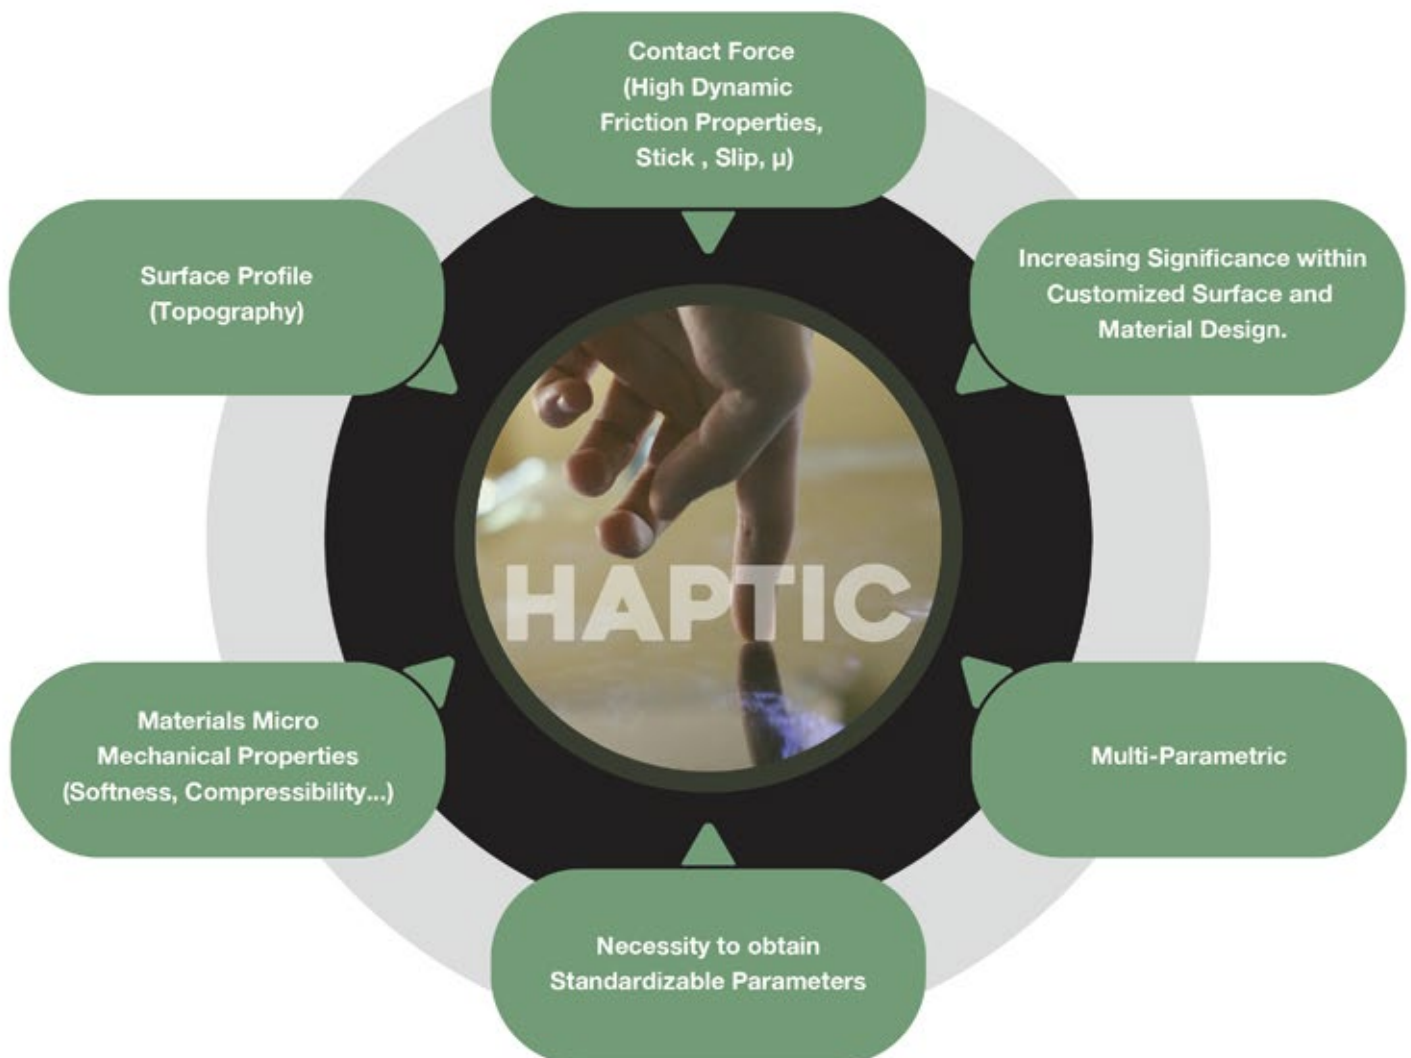 Contact Force
(High Dynamic
Friction Properties,
Stick , Slip, µ)
Surface Profile
(Topography)
Increasing Significance within
Customized Surface and
Material Design.
HAPTIC
Materials Micro
Mechanical Properties
(Softness, Compressibility...)
Multi-Parametric
Necessity to obtain
Standardizable Parameters